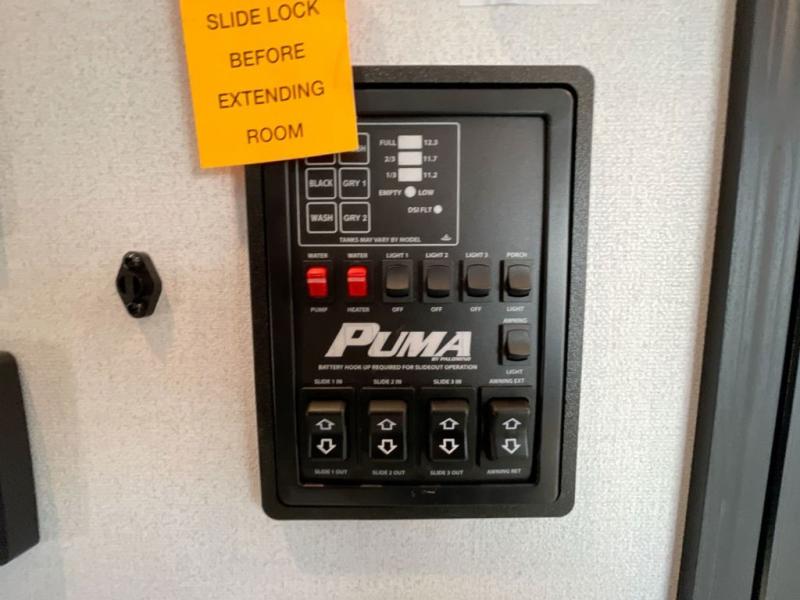 SLIDE LOCK
BEFORE
EXTENDING
ROOM
FULL 12.3
2/3 11.7
1/3 11.2
BLACK GRY 1
EMPTY LOW
WASH GRY 2
DSI FLT
TANKS MAY VARY BY MODEL
WATER WATER LIGHT 1 LIGHT 2 LIGHT 3 PORCH
PUMP HEATER OFF OFF OFF LIGHT
AWNING
PUMA
BY PALOMINO
BATTERY HOOK UP REQUIRED FOR SLIDEOUT OPERATION
LIGHT
SLIDE 1 IN SLIDE 2 IN SLIDE 3 IN AWNING EXT
SLIDE 1 OUT SLIDE 2 OUT SLIDE 3 OUT AWNING RET